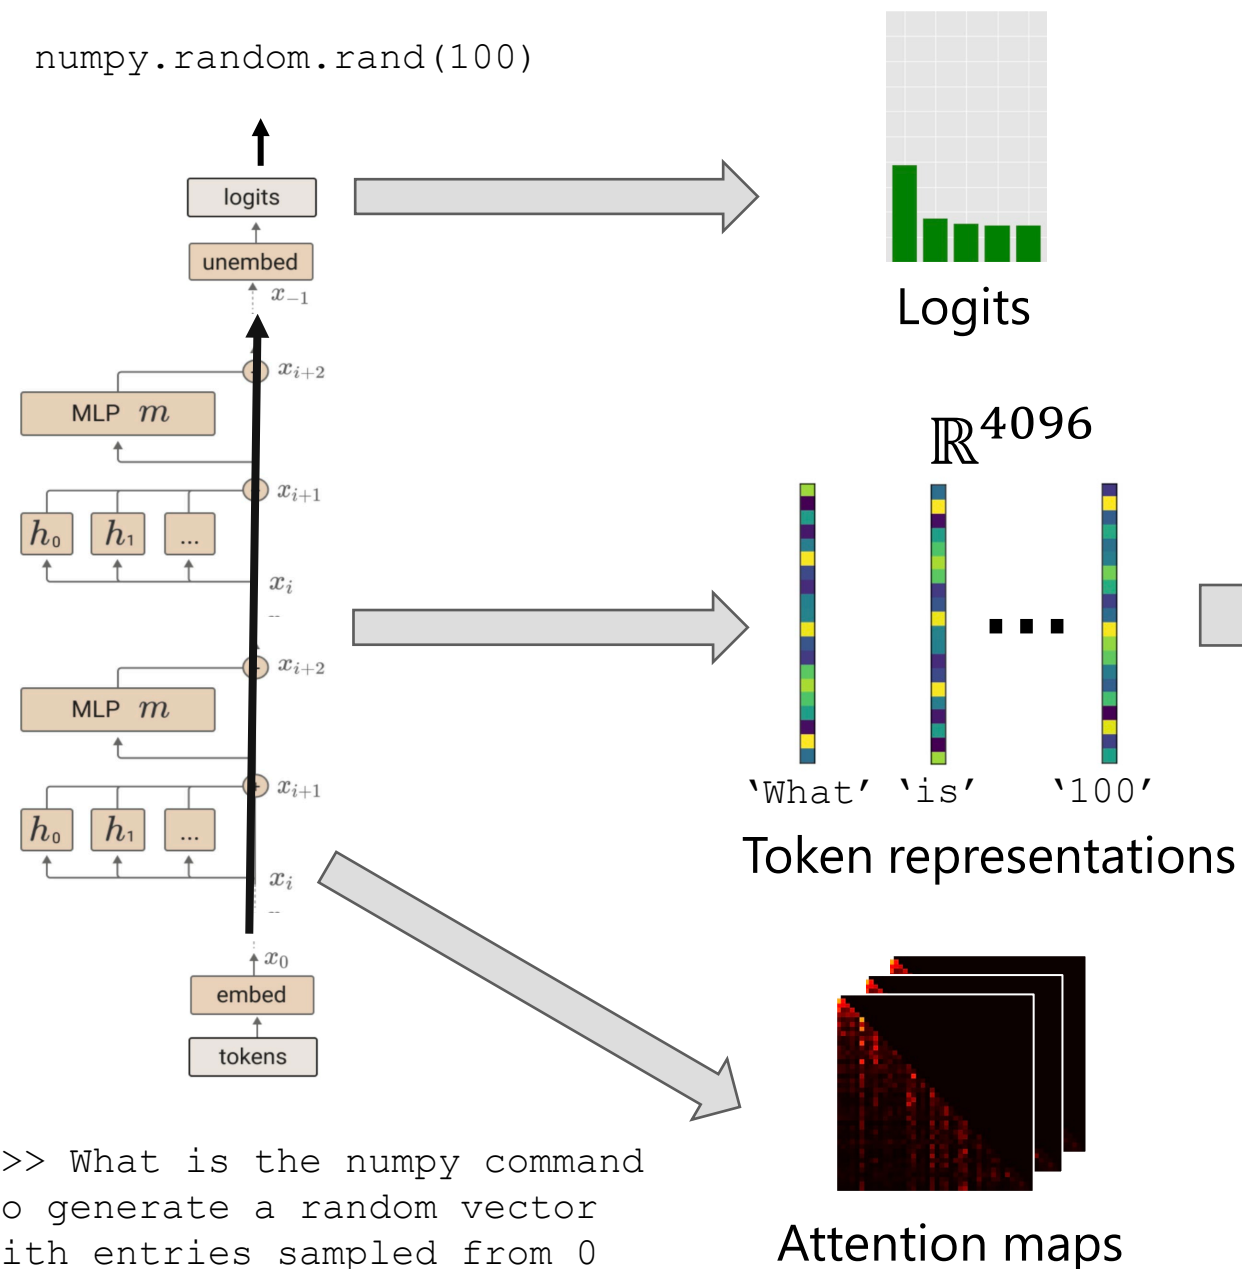 numpy.random.rand(100)
logits
unembed
x₋₁
xᵢ₊₂
MLP m
xᵢ₊₁
h₀ h₁ ...
xᵢ
--
xᵢ₊₂
MLP m
xᵢ₊₁
h₀ h₁ ...
xᵢ
--
x₀
embed
tokens
>> What is the numpy command
o generate a random vector
ith entries sampled from 0
Logits
ℝ⁴⁰⁹⁶
...
‘What’ ‘is’ ‘100’
Token representations
Attention maps